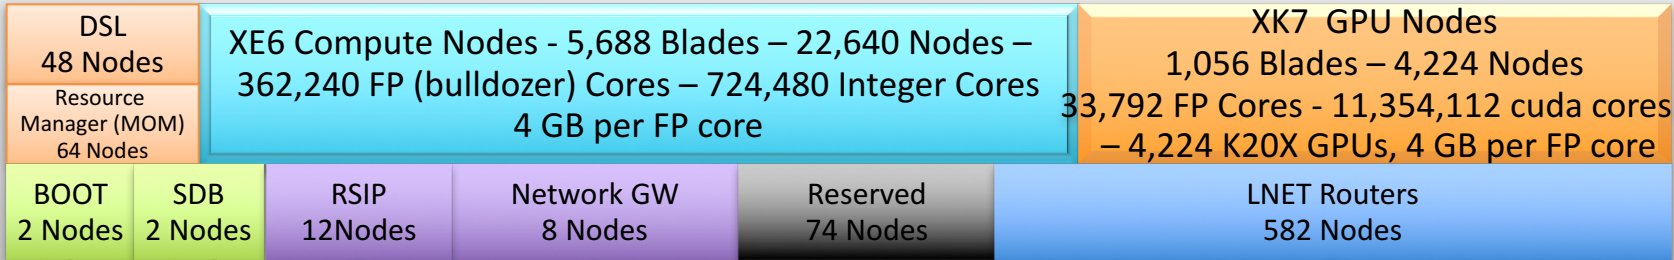 DSL
48 Nodes
Resource
Manager (MOM)
64 Nodes
XE6 Compute Nodes - 5,688 Blades – 22,640 Nodes –
362,240 FP (bulldozer) Cores – 724,480 Integer Cores
4 GB per FP core
XK7 GPU Nodes
1,056 Blades – 4,224 Nodes
33,792 FP Cores - 11,354,112 cuda cores
– 4,224 K20X GPUs, 4 GB per FP core
BOOT
2 Nodes
SDB
2 Nodes
RSIP
12Nodes
Network GW
8 Nodes
Reserved
74 Nodes
LNET Routers
582 Nodes